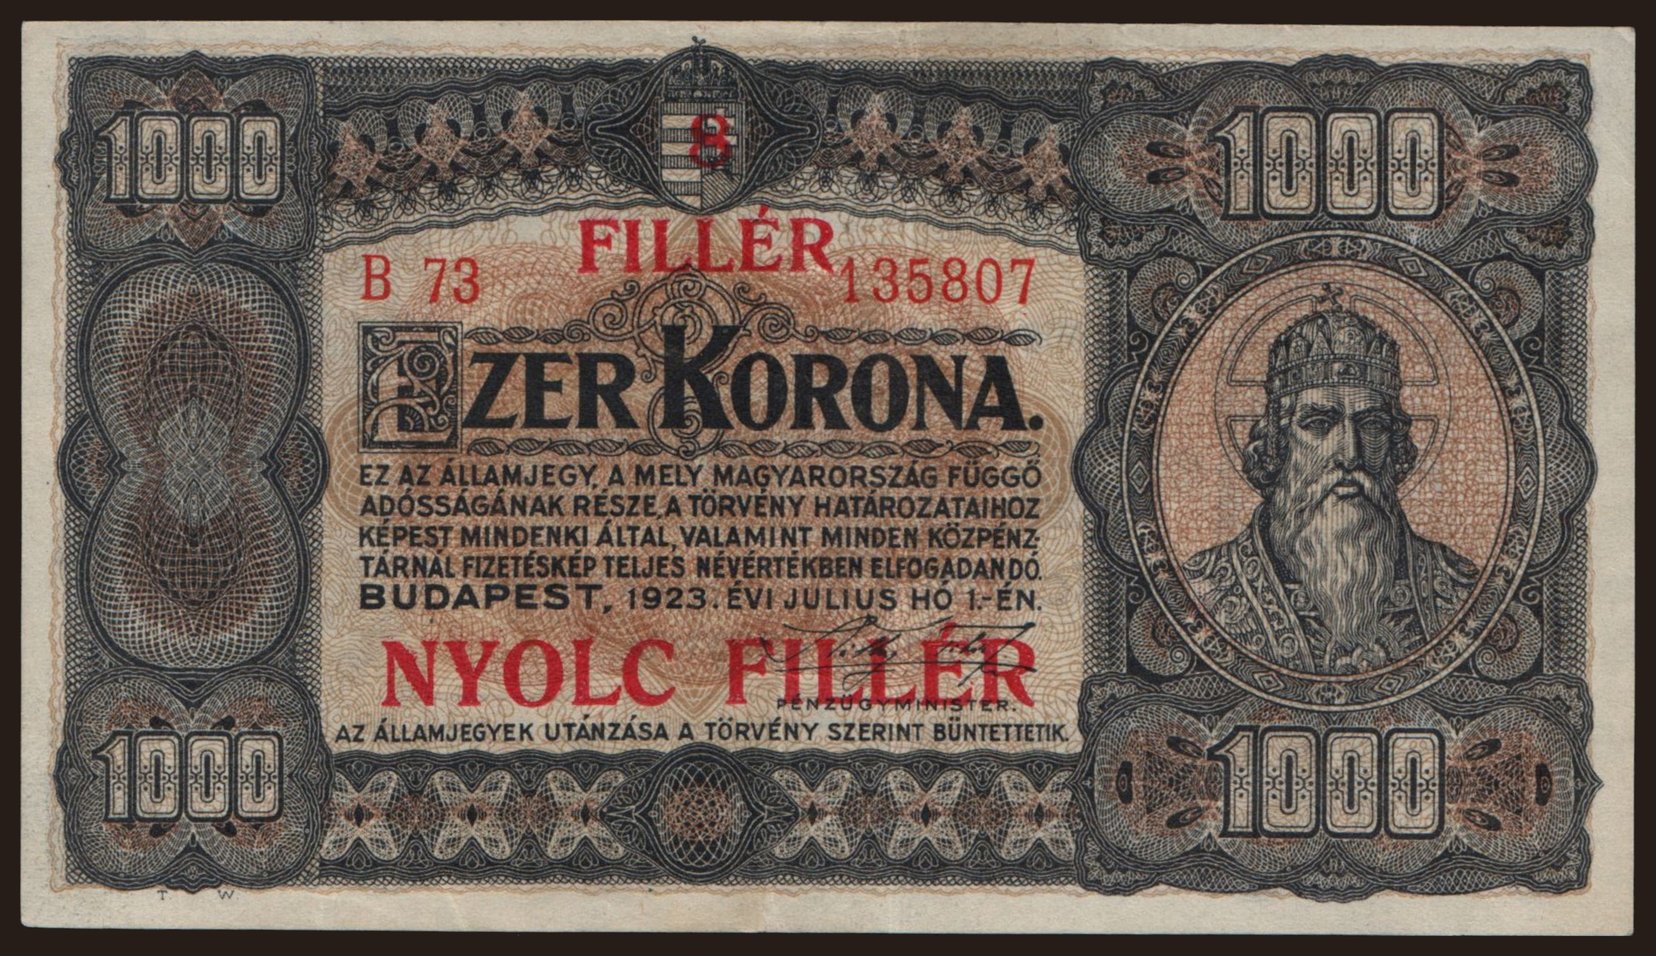 1000
8
1000
FILLÉR
B 73
135807
EZER KORONA.
EZ AZ ÁLLAMJEGY, A MELY MAGYARORSZÁG FÜGGŐ
ADÓSSÁGÁNAK RÉSZE, A TÖRVÉNY HATÁROZATAIHOZ
KÉPEST MINDENKI ÁLTAL, VALAMINT MINDEN KÖZPÉNZ-
TÁRNÁL FIZETÉSKÉP TELJES NÉVÉRTÉKBEN ELFOGADANDÓ.
BUDAPEST, 1923. ÉVI JULIUS HÓ 1.-ÉN.
NYOLC FILLÉR
PÉNZÜGYMINISTER.
AZ ÁLLAMJEGYEK UTÁNZÁSA A TÖRVÉNY SZERINT BÜNTETTETIK.
1000
1000
T. W.